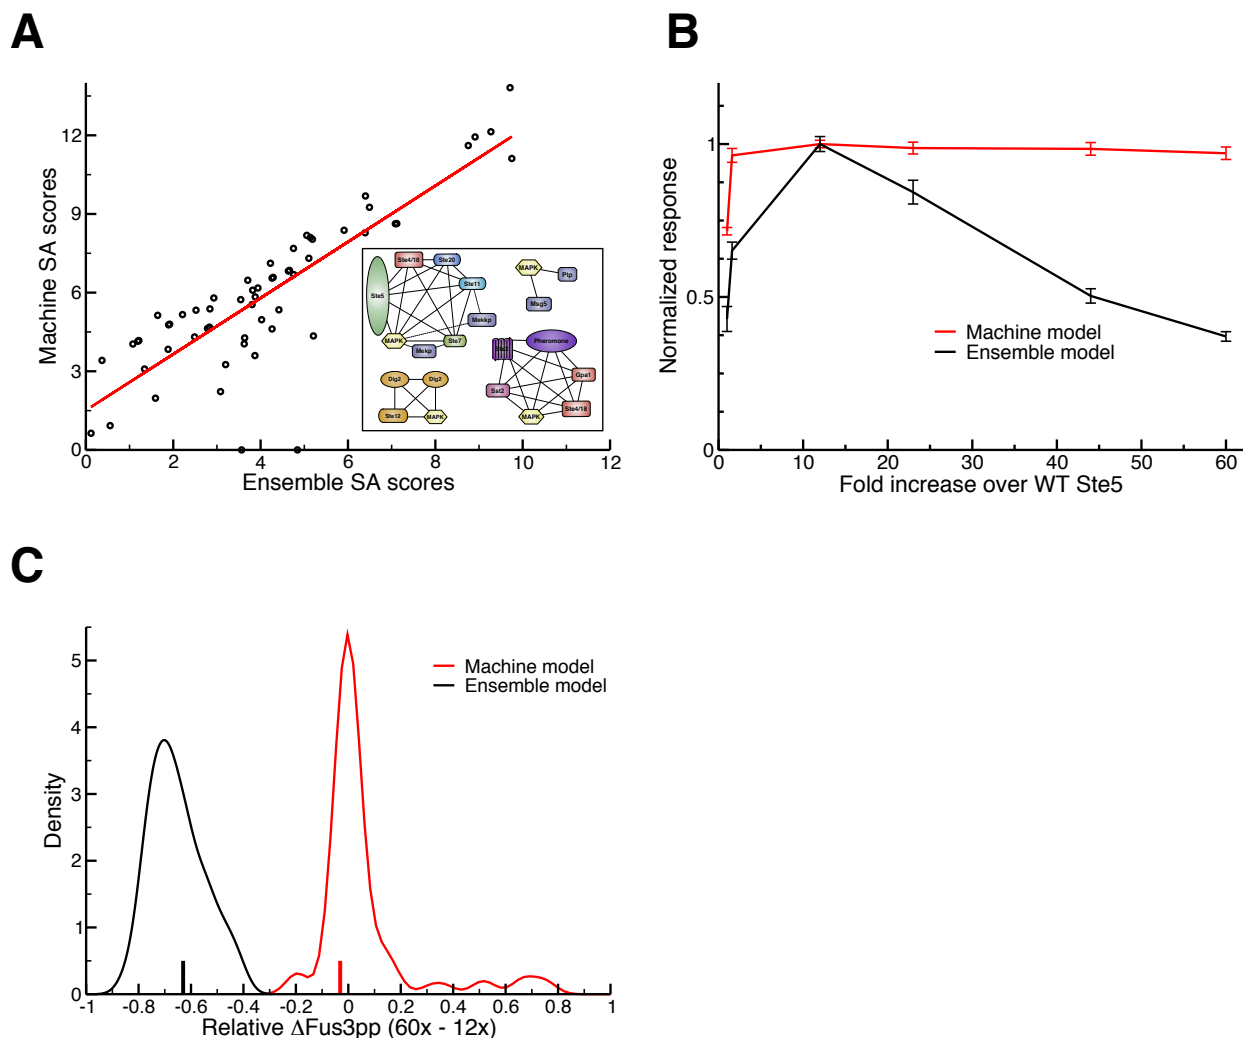 A
Machine SA scores
12
9
6
3
0
0 2 4 6 8 10 12
Ensemble SA scores
Ste5
Ste4/18
Ste20
Ste11
Mekkp
MAPK
Ste7
Mekp
MAPK
Ptp
Msg5
Dig2
Dig2
Ste12
MAPK
Ste2
Pheromone
Gpa1
Sst2
Ste4/18
MAPK
B
Normalized response
1
0.5
0
0 10 20 30 40 50 60
Fold increase over WT Ste5
Machine model
Ensemble model
C
Density
5
4
3
2
1
0
-1 -0.8 -0.6 -0.4 -0.2 0 0.2 0.4 0.6 0.8 1
Relative ΔFus3pp (60x - 12x)
Machine model
Ensemble model